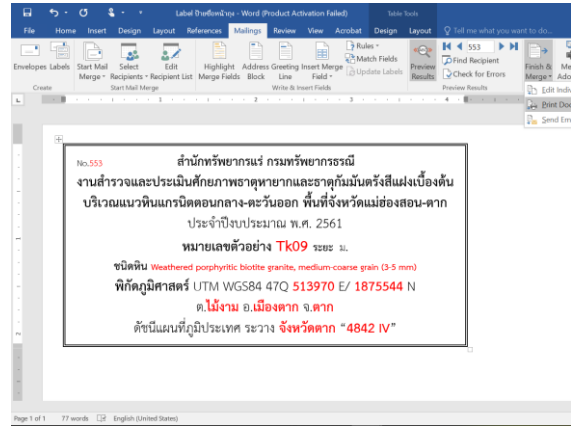 Label ป้ายชื่อหน้ากุง - Word (Product Activation Failed)
Table Tools
File Home Insert Design Layout References Mailings Review View Acrobat Design Layout Tell me what you want to do...
Envelopes Labels
Start Mail Merge
Select Recipients
Edit Recipient List
Highlight Merge Fields
Address Block
Greeting Line
Insert Merge Field
Rules
Match Fields
Update Labels
Preview Results
553
Find Recipient
Check for Errors
Finish & Merge
Create
Start Mail Merge
Write & Insert Fields
Preview Results
Edit Indiv
Print Doc
Send Em
No.553
สำนักทรัพยากรแร่ กรมทรัพยากรธรณี
งานสำรวจและประเมินศักยภาพธาตุหายากและธาตุกัมมันตรังสีแฝงเบื้องต้น
บริเวณแนวหินแกรนิตตอนกลาง-ตะวันออก พื้นที่จังหวัดแม่ฮ่องสอน-ตาก
ประจำปีงบประมาณ พ.ศ. 2561
หมายเลขตัวอย่าง Tk09 ระยะ ม.
ชนิดหิน Weathered porphyritic biotite granite, medium-coarse grain (3-5 mm)
พิกัดภูมิศาสตร์ UTM WGS84 47Q 513970 E/ 1875544 N
ต.ไม้งาม อ.เมืองตาก จ.ตาก
ดัชนีแผนที่ภูมิประเทศ ระวาง จังหวัดตาก "4842 IV"
Page 1 of 1 77 words English (United States)